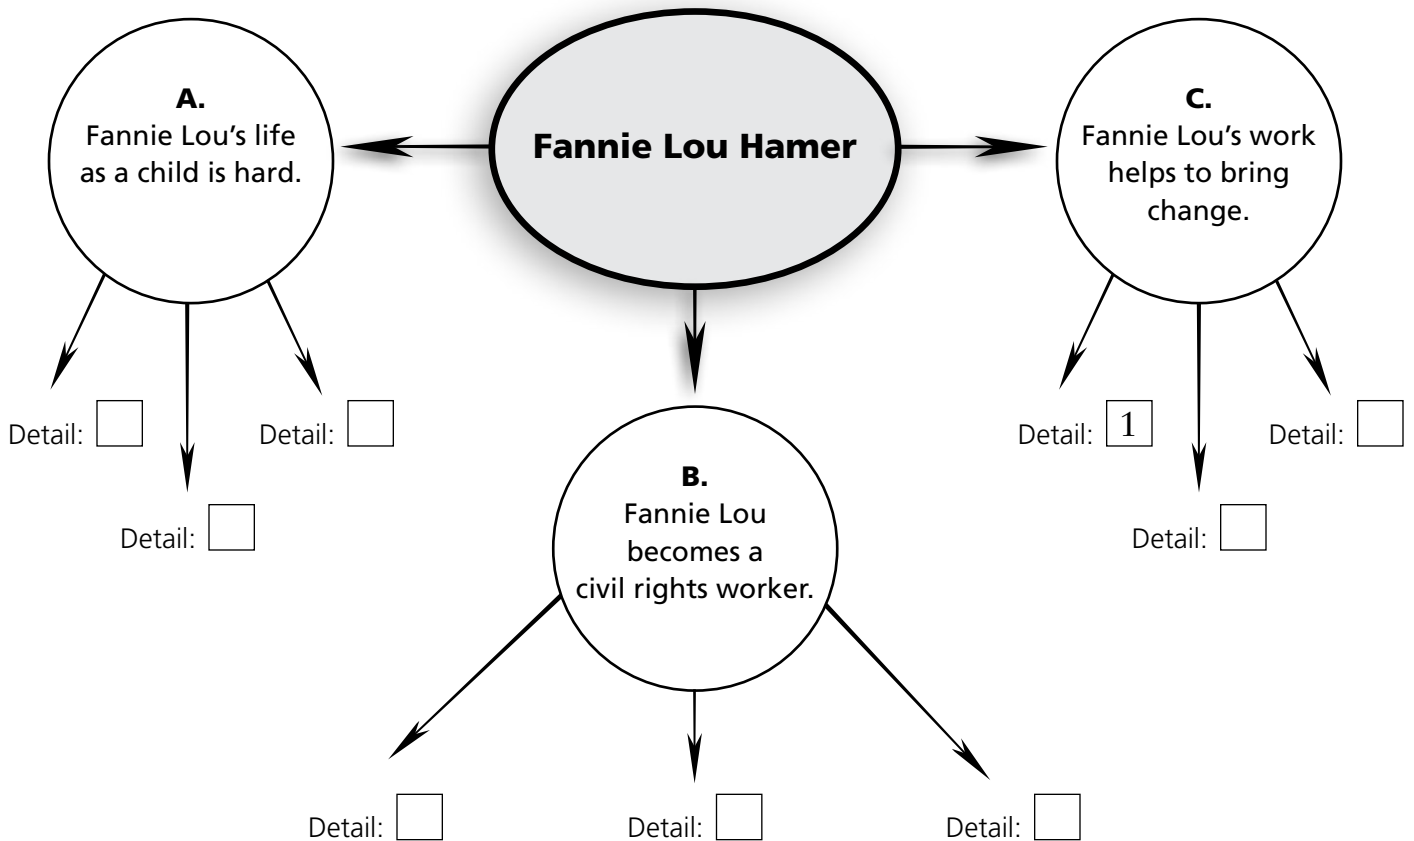 Fannie Lou Hamer
A.
Fannie Lou’s life
as a child is hard.
Detail:
Detail:
Detail:
B.
Fannie Lou
becomes a
civil rights worker.
Detail:
Detail:
Detail:
C.
Fannie Lou’s work
helps to bring
change.
Detail: 1
Detail:
Detail: